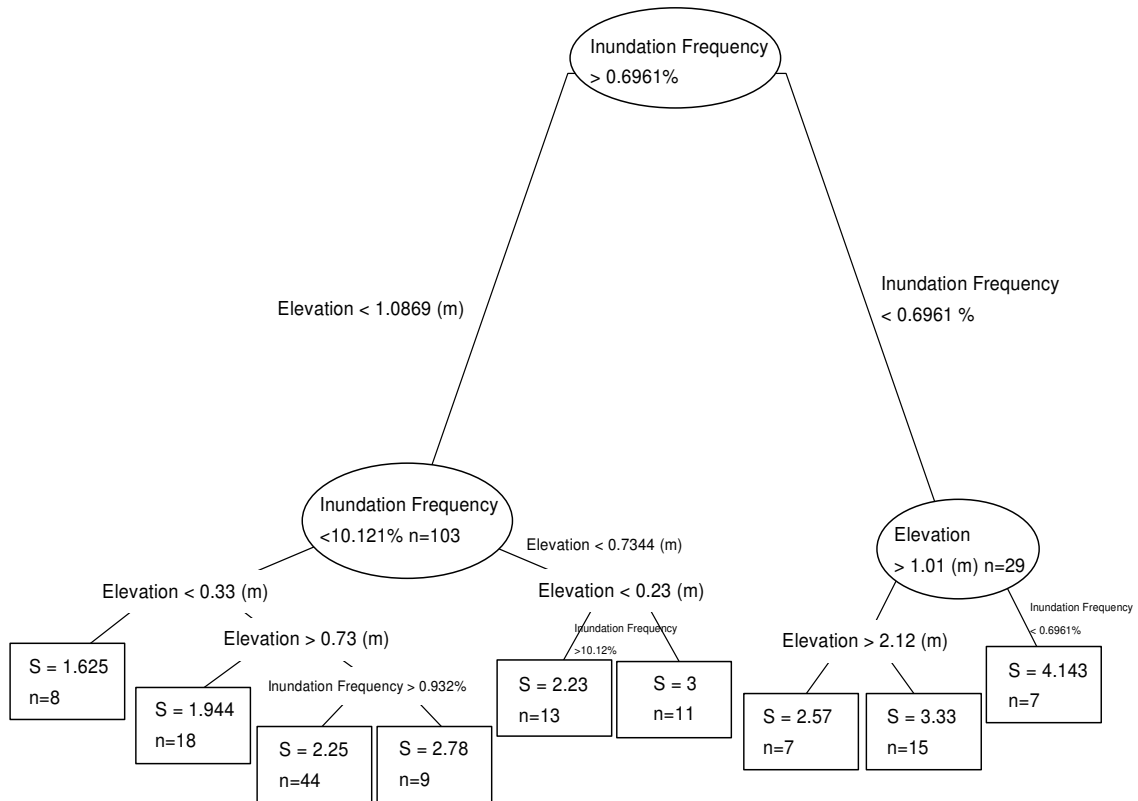 Inundation Frequency
> 0.6961%
Elevation < 1.0869 (m)
Inundation Frequency
< 0.6961 %
Inundation Frequency
<10.121% n=103
Elevation < 0.7344 (m)
Elevation
> 1.01 (m) n=29
Elevation < 0.33 (m)
Elevation < 0.23 (m)
Inundation Frequency
< 0.6961%
Elevation > 0.73 (m)
Inundation Frequency
>10.12%
Elevation > 2.12 (m)
S = 1.625
n=8
Inundation Frequency > 0.932%
S = 2.23
n=13
S = 3
n=11
S = 4.143
n=7
S = 1.944
n=18
S = 2.57
n=7
S = 3.33
n=15
S = 2.25
n=44
S = 2.78
n=9